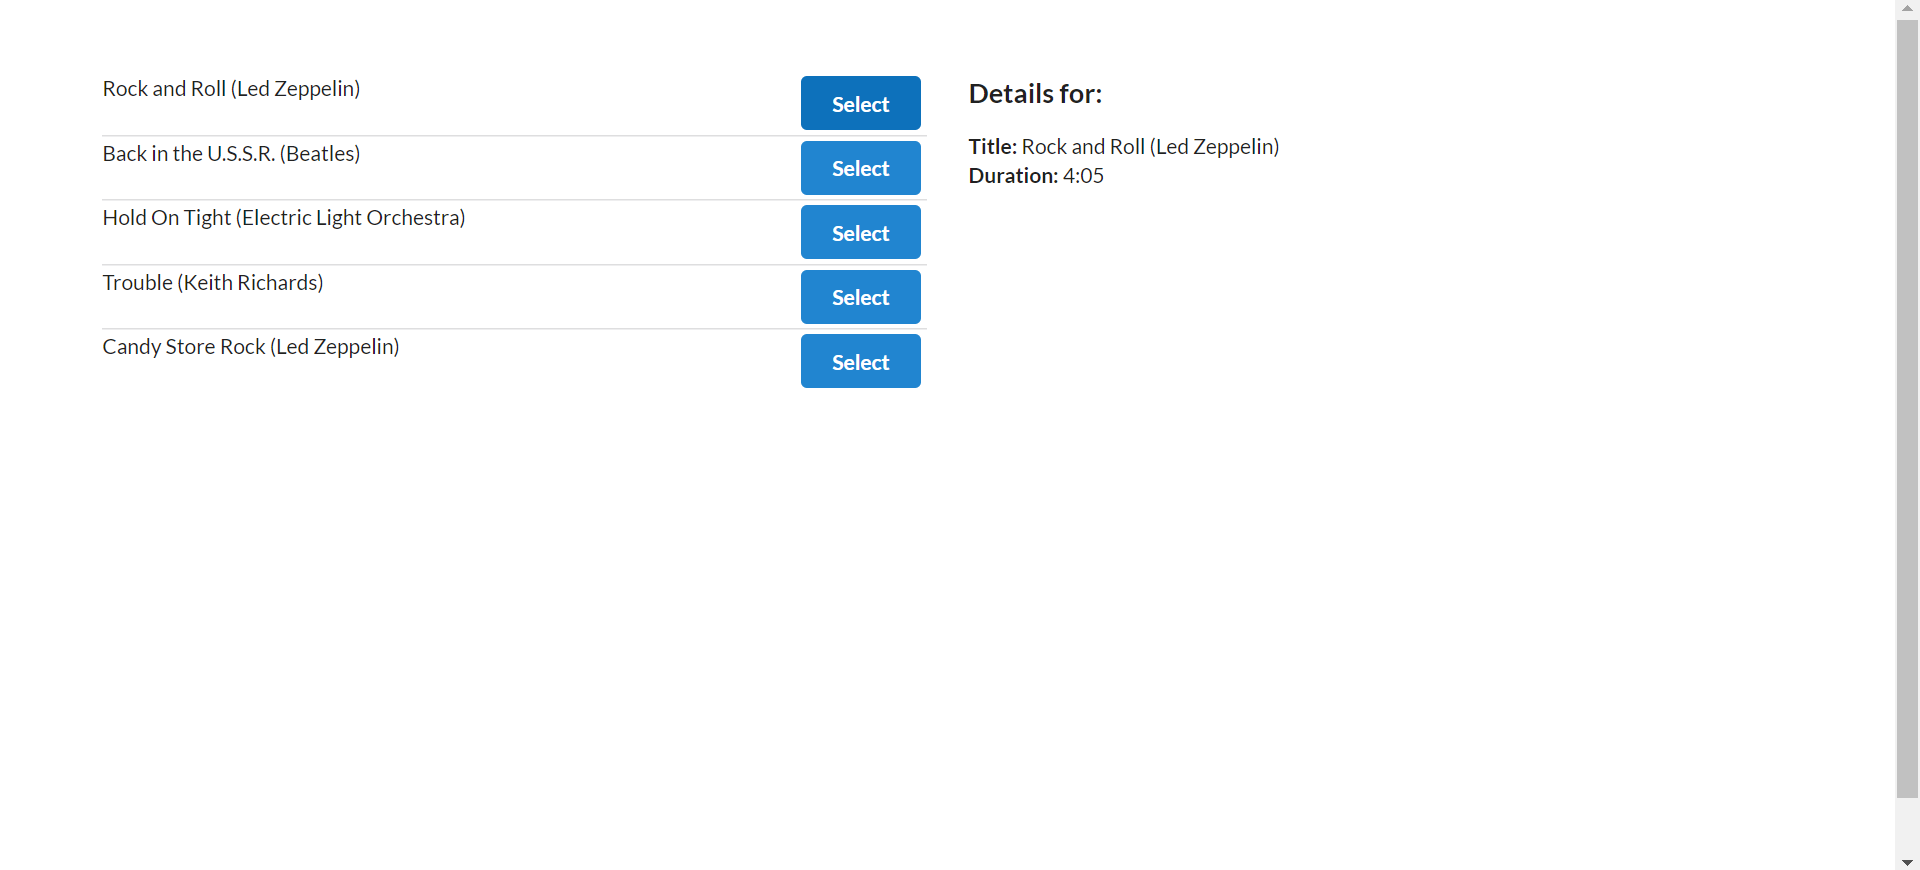 Rock and Roll (Led Zeppelin)
Select
Back in the U.S.S.R. (Beatles)
Select
Hold On Tight (Electric Light Orchestra)
Select
Trouble (Keith Richards)
Select
Candy Store Rock (Led Zeppelin)
Select
Details for:
Title: Rock and Roll (Led Zeppelin)
Duration: 4:05